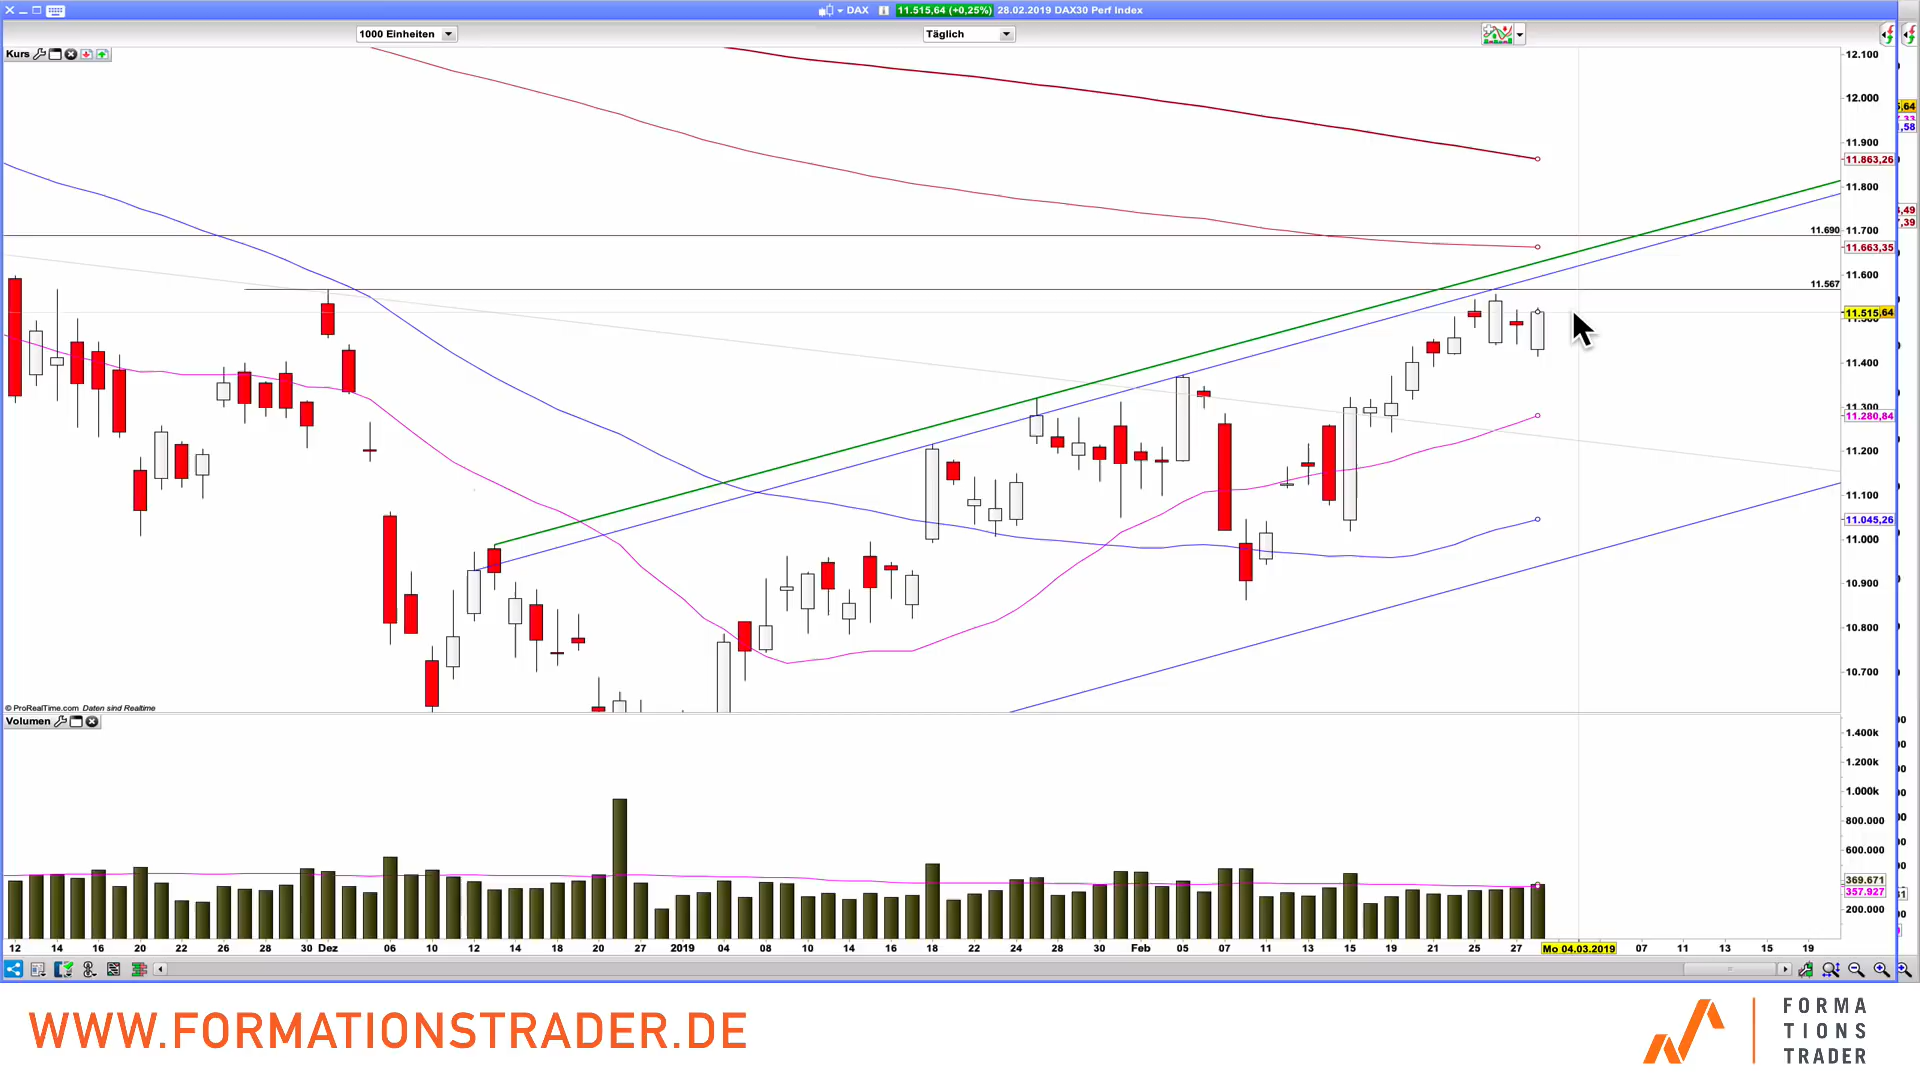 DAX 11.515,64 (+0,25%) 28.02.2019 DAX30 Perf Index
1000 Einheiten
Täglich
Kurs
12.100
12.000
11.900
11.863,26
11.800
11.690
11.700
11.663,35
11.600
11.567
11.515,64
11.400
11.300
11.280,84
11.200
11.100
11.045,26
11.000
10.900
10.800
10.700
© ProRealTime.com Daten sind Realtime
Volumen
1.400k
1.200k
1.000k
800.000
600.000
369.671
357.927
200.000
12 14 16 20 22 26 28 30 Dez 06 10 12 14 18 20 27 2019 04 08 10 14 16 18 22 24 28 30 Feb 05 07 11 13 15 19 21 25 27 Mo 04.03.2019 07 11 13 15 19
WWW.FORMATIONSTRADER.DE
FORMA
TIONS
TRADER